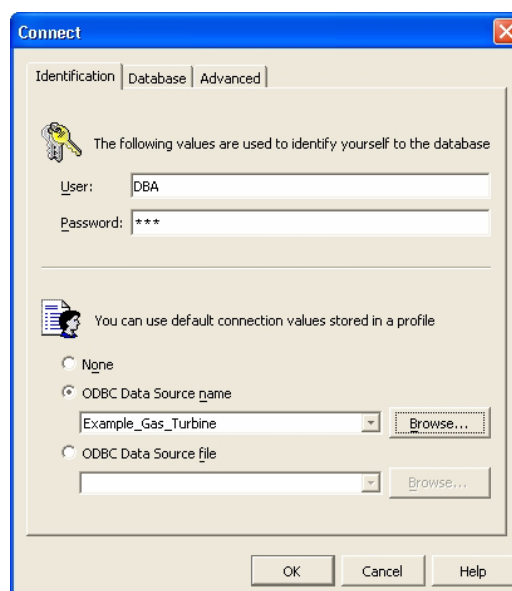 Connect
Identification Database Advanced
The following values are used to identify yourself to the database
User: DBA
Password: ***
You can use default connection values stored in a profile
None
ODBC Data Source name
Example_Gas_Turbine Browse...
ODBC Data Source file
Browse...
OK Cancel Help